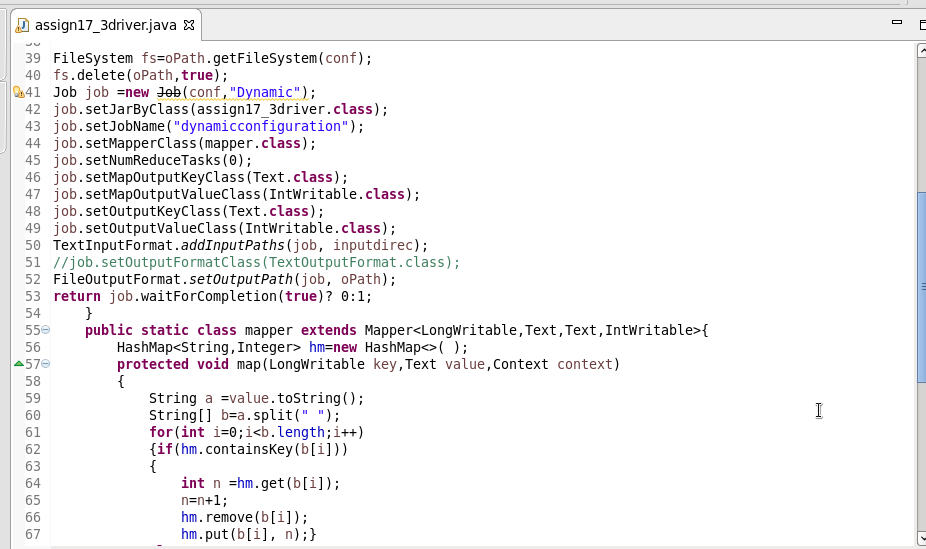 assign17_3driver.java
39 FileSystem fs=oPath.getFileSystem(conf);
40 fs.delete(oPath,true);
41 Job job =new Job(conf,"Dynamic");
42 job.setJarByClass(assign17_3driver.class);
43 job.setJobName("dynamicconfiguration");
44 job.setMapperClass(mapper.class);
45 job.setNumReduceTasks(0);
46 job.setMapOutputKeyClass(Text.class);
47 job.setMapOutputValueClass(IntWritable.class);
48 job.setOutputKeyClass(Text.class);
49 job.setOutputValueClass(IntWritable.class);
50 TextInputFormat.addInputPaths(job, inputdirec);
51 //job.setOutputFormatClass(TextOutputFormat.class);
52 FileOutputFormat.setOutputPath(job, oPath);
53 return job.waitForCompletion(true)? 0:1;
54 }
55 public static class mapper extends Mapper<LongWritable,Text,Text,IntWritable>{
56 HashMap<String,Integer> hm=new HashMap<>( );
57 protected void map(LongWritable key,Text value,Context context)
58 {
59 String a =value.toString();
60 String[] b=a.split(" ");
61 for(int i=0;i<b.length;i++)
62 {if(hm.containsKey(b[i]))
63 {
64 int n =hm.get(b[i]);
65 n=n+1;
66 hm.remove(b[i]);
67 hm.put(b[i], n);}